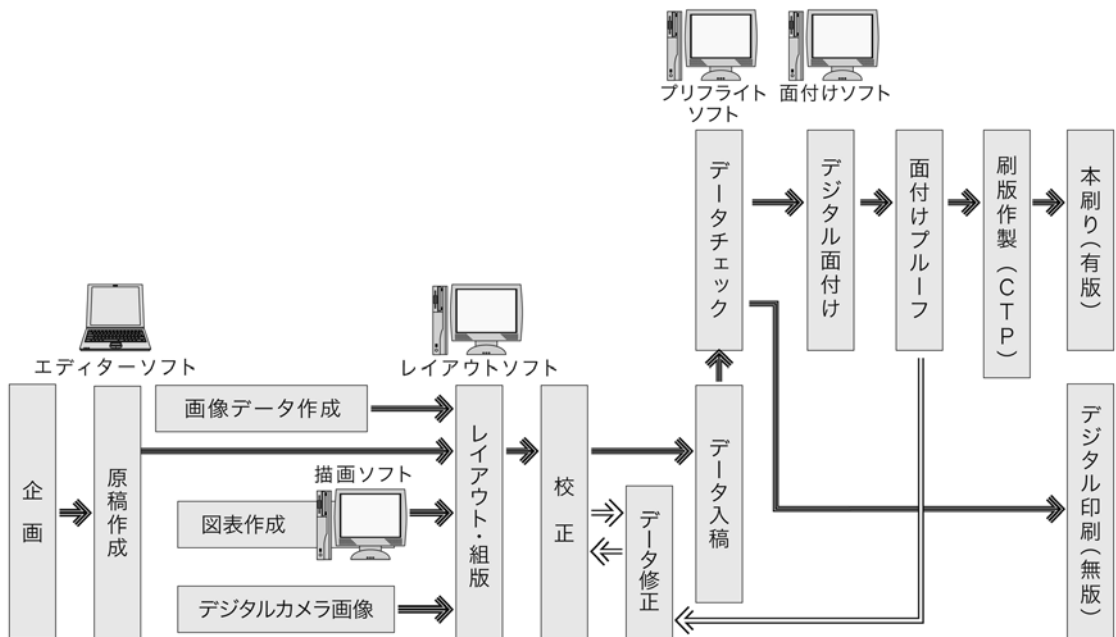 プリフライト
ソフト
面付けソフト
データチェック
デジタル面付け
面付けプルーフ
刷版作製（CTP）
本刷り（有版）
エディターソフト
レイアウトソフト
企画
原稿作成
画像データ作成
描画ソフト
図表作成
デジタルカメラ画像
レイアウト・組版
校正
データ修正
データ入稿
デジタル印刷（無版）